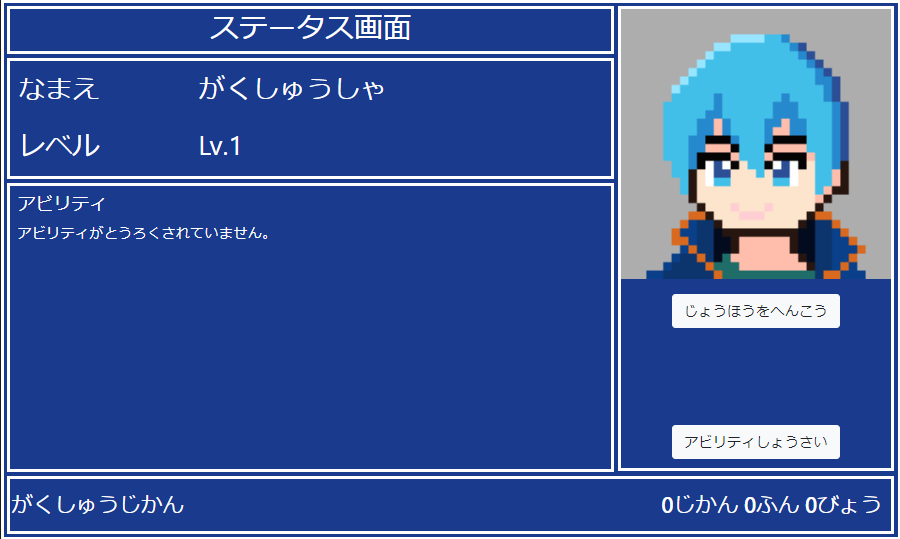 ステータス画面
なまえ がくしゅうしゃ
レベル Lv.1
アビリティ
アビリティがとうろくされていません。
じょうほうをへんこう
アビリティしょうさい
がくしゅうじかん 0じかん 0ふん 0びょう